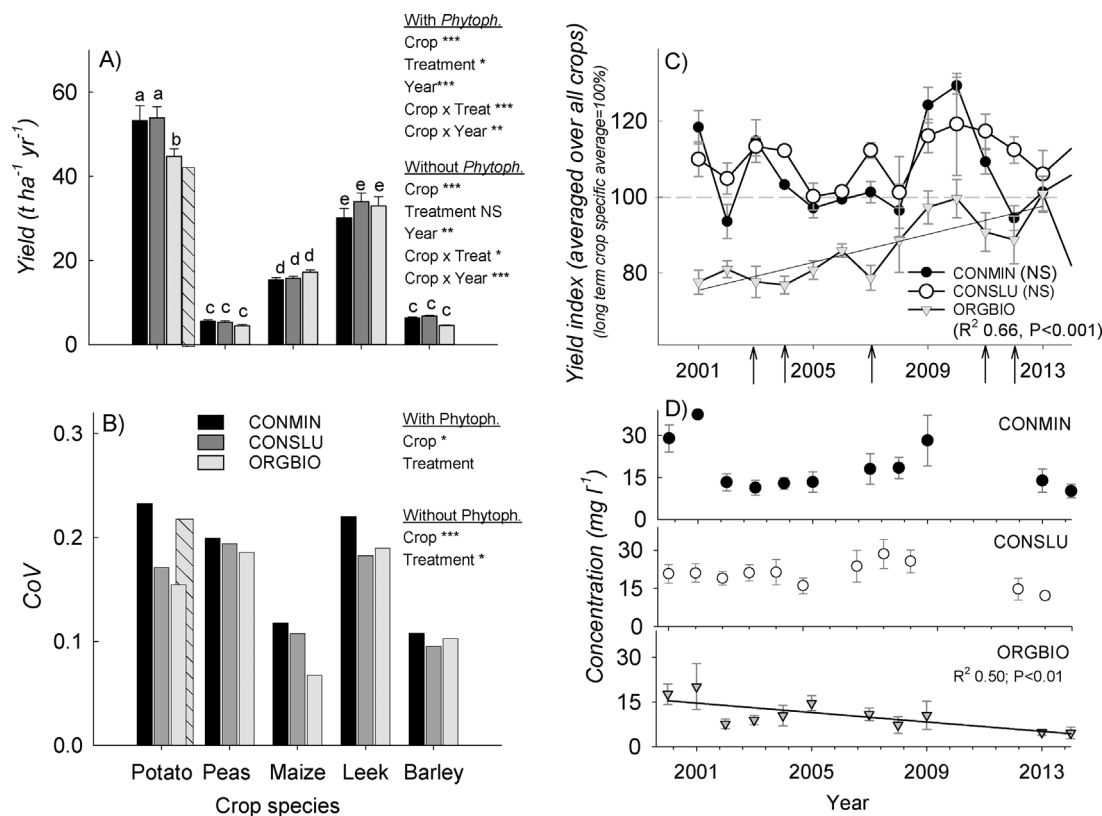 A)
Yield (t ha⁻¹ yr⁻¹)
60
40
20
0
a a b
c c c
d d d
e e e
c c c
With Phytoph.
Crop ***
Treatment *
Year***
Crop x Treat ***
Crop x Year **
Without Phytoph.
Crop ***
Treatment NS
Year **
Crop x Treat *
Crop x Year ***
B)
CoV
0.3
0.2
0.1
0.0
CONMIN
CONSLU
ORGBIO
With Phytoph.
Crop *
Treatment
Without Phytoph.
Crop ***
Treatment *
Potato Peas Maize Leek Barley
Crop species
C)
Yield index (averaged over all crops)
(long term crop specific average=100%)
120
100
80
CONMIN (NS)
CONSLU (NS)
ORGBIO
(R² 0.66, P<0.001)
2001 2005 2009 2013
D)
Concentration (mg l⁻¹)
CONMIN
30
15
0
CONSLU
30
15
0
ORGBIO
R² 0.50; P<0.01
30
15
0
2001 2005 2009 2013
Year